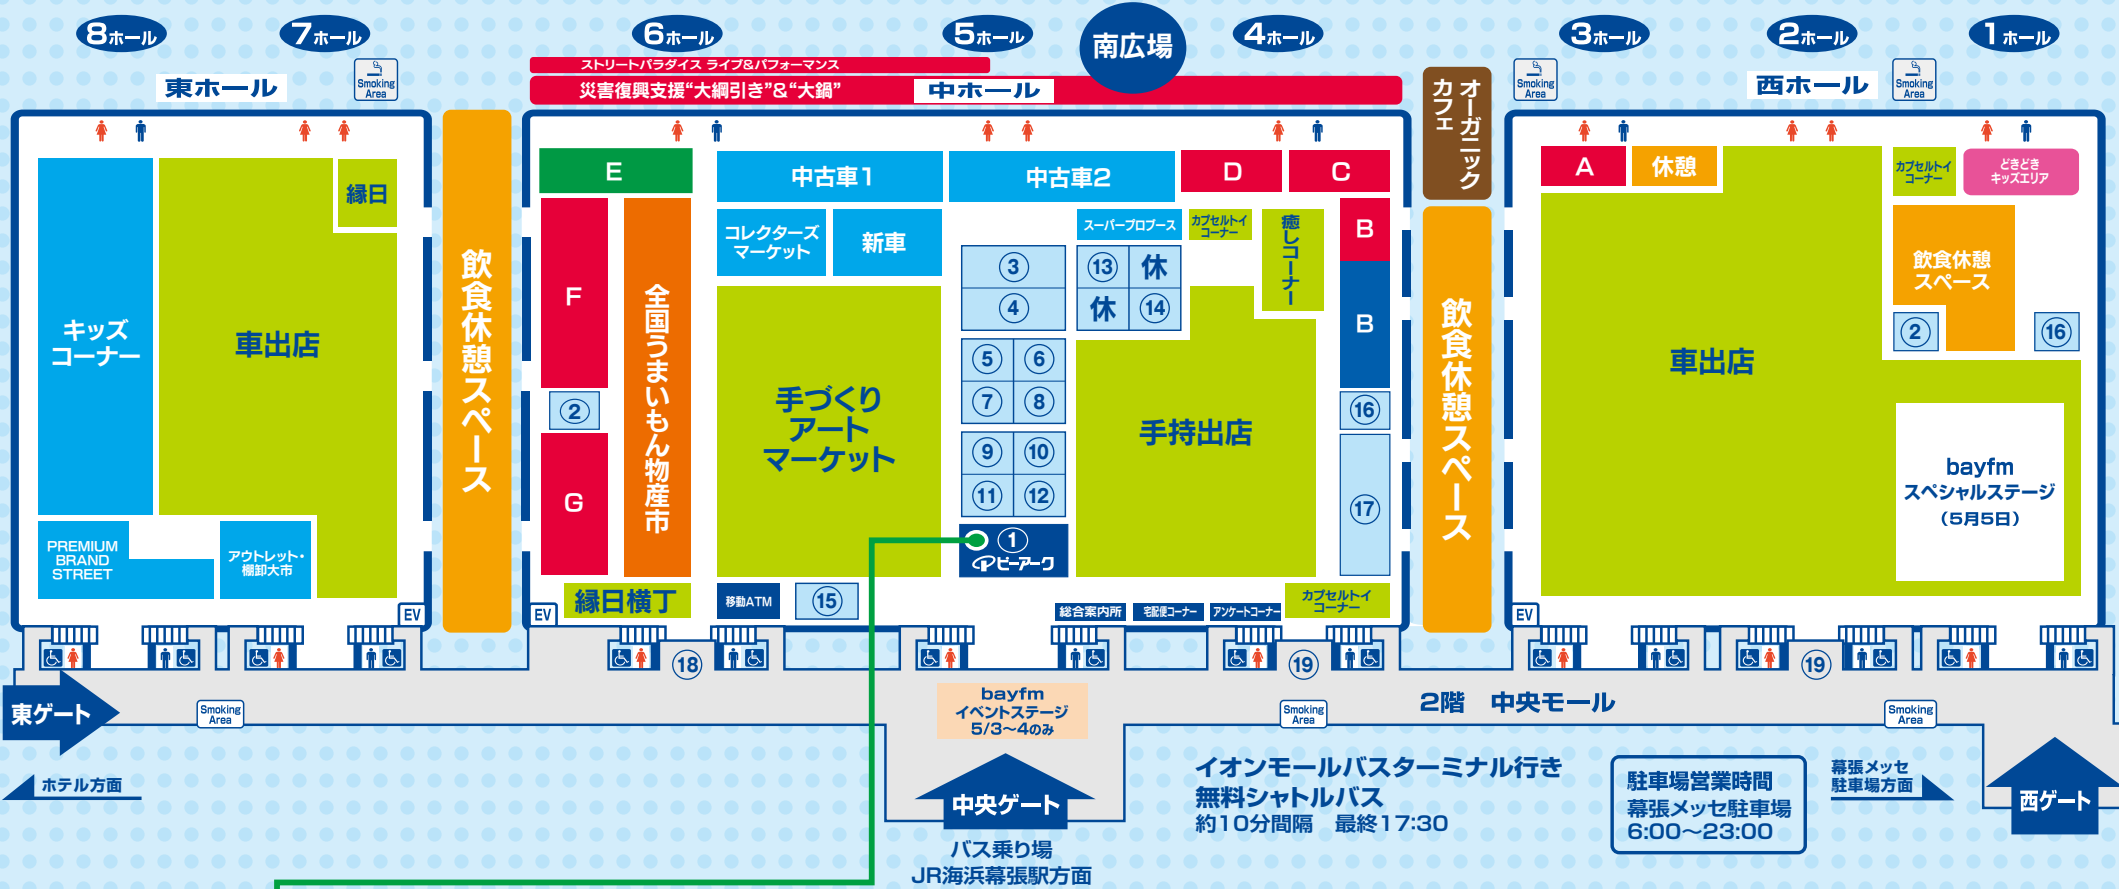 8ホール
7ホール
6ホール
5ホール
南広場
4ホール
3ホール
2ホール
1ホール
ストリートパラダイス ライブ&パフォーマンス
災害復興支援“大綱引き”&“大鍋”
東ホール
中ホール
西ホール
Smoking
Area
Smoking
Area
Smoking
Area
オーガニック
カフェ
縁日
キッズ
コーナー
車出店
PREMIUM
BRAND
STREET
アウトレット・
棚卸大市
EV
飲食休憩スペース
E
F
②
G
全国うまいもん物産市
縁日横丁
EV
中古車1
中古車2
コレクターズ
マーケット
新車
手づくり
アート
マーケット
移動ATM
⑮
③
④
⑤
⑥
⑦
⑧
⑨
⑩
⑪
⑫
①
ピーアーク
D
C
スーパープロブース
カプセルトイ
コーナー
癒しコーナー
⑬
休
休
⑭
手持出店
B
B
⑯
⑰
総合案内所
宅配便コーナー
アンケートコーナー
カプセルトイ
コーナー
飲食休憩スペース
A
休憩
カプセルトイ
コーナー
どきどき
キッズエリア
飲食休憩
スペース
②
⑯
車出店
bayfm
スペシャルステージ
(5月5日)
EV
⑱
⑲
⑲
東ゲート
Smoking
Area
bayfm
イベントステージ
5/3〜4のみ
Smoking
Area
2階 中央モール
Smoking
Area
ホテル方面
中央ゲート
バス乗り場
JR海浜幕張駅方面
イオンモールバスターミナル行き
無料シャトルバス
約10分間隔 最終17:30
駐車場営業時間
幕張メッセ駐車場
6:00〜23:00
幕張メッセ
駐車場方面
西ゲート